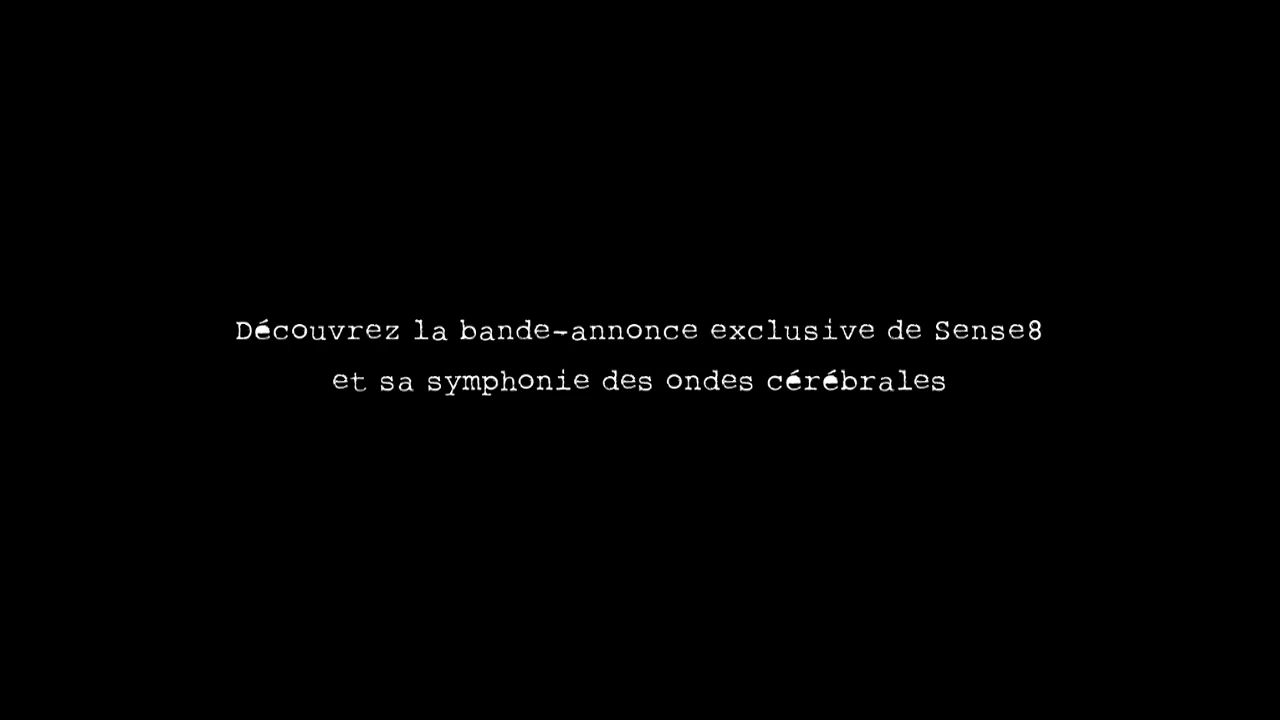 Découvrez la bande-annonce exclusive de Sense8
et sa symphonie des ondes cérébrales